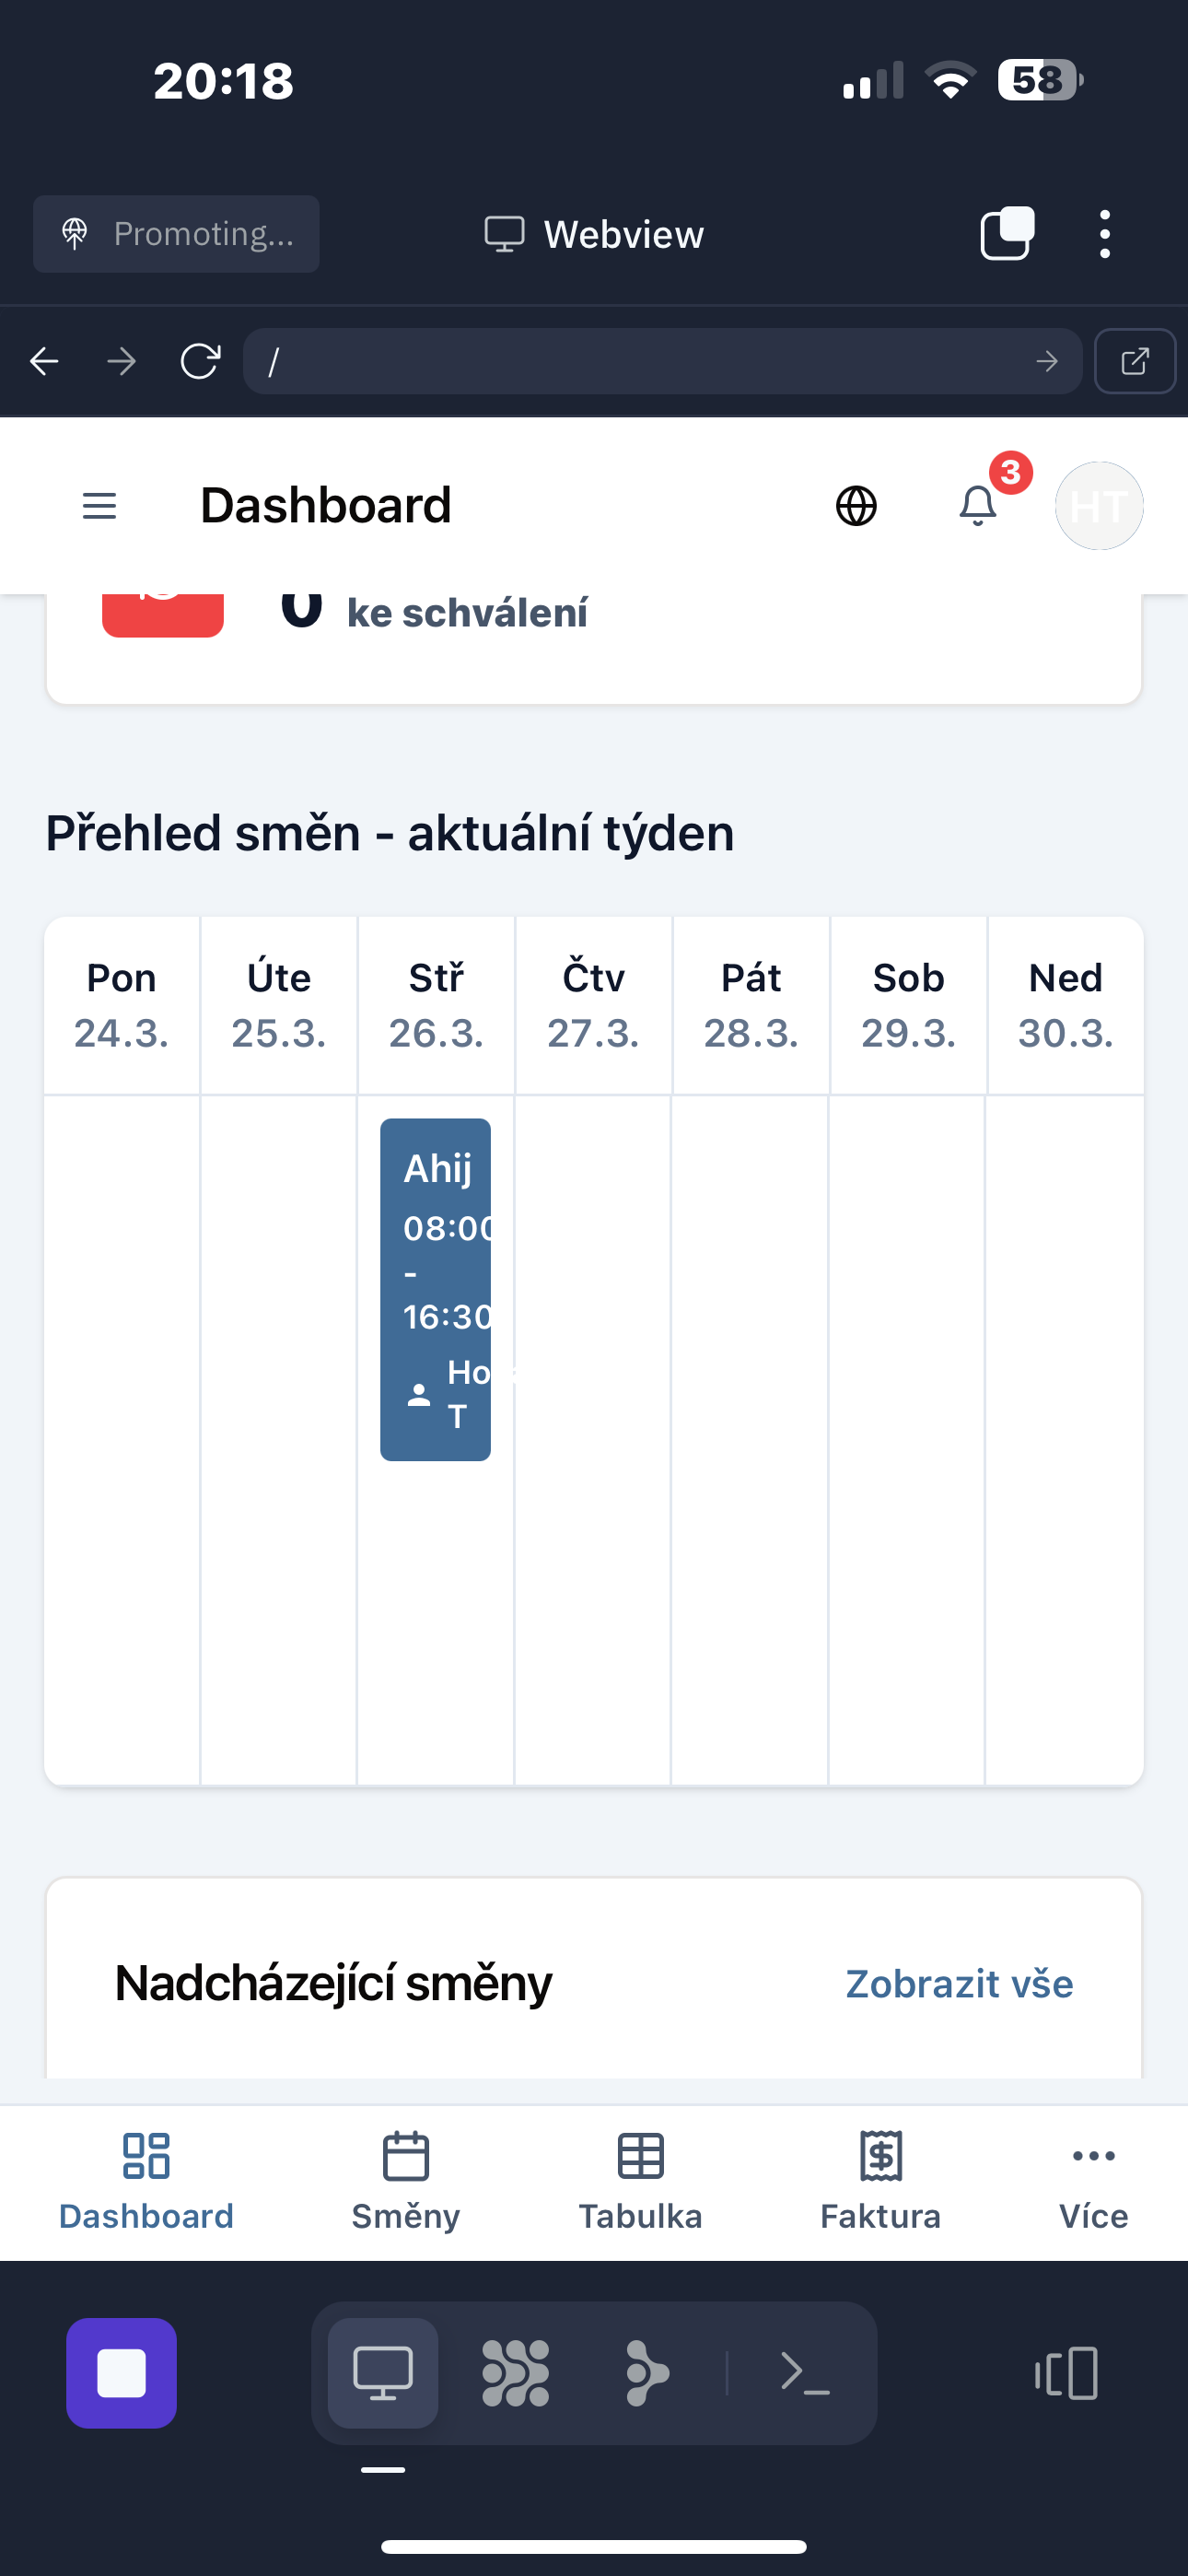 20:18
58
Promoting...
Webview
/
Dashboard
3
HT
0 ke schválení
Přehled směn - aktuální týden
Pon Úte Stř Čtv Pát Sob Ned
24.3. 25.3. 26.3. 27.3. 28.3. 29.3. 30.3.
Ahij
08:00
-
16:30
T
Nadcházející směny
Zobrazit vše
Dashboard Směny Tabulka Faktura Více